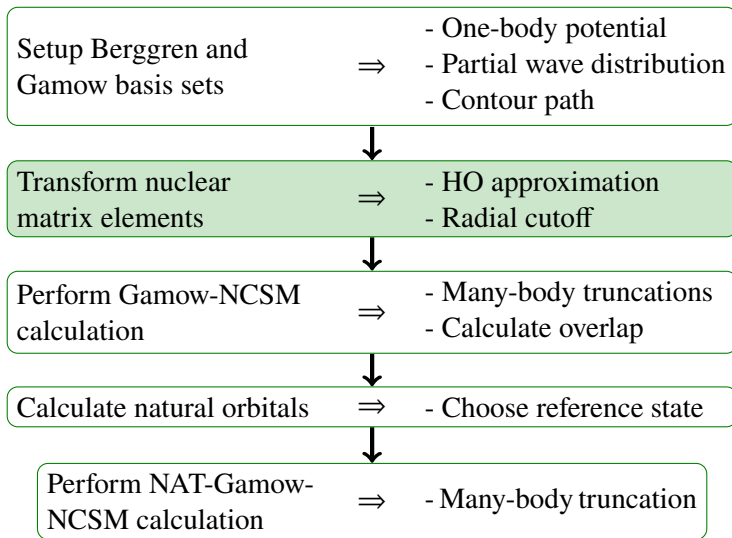 Setup Berggren and
Gamow basis sets
⇒
- One-body potential
- Partial wave distribution
- Contour path
Transform nuclear
matrix elements
⇒
- HO approximation
- Radial cutoff
Perform Gamow-NCSM
calculation
⇒
- Many-body truncations
- Calculate overlap
Calculate natural orbitals ⇒ - Choose reference state
Perform NAT-Gamow-
NCSM calculation
⇒
- Many-body truncation